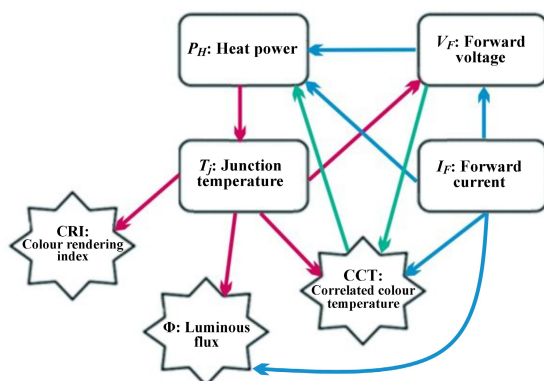 P_H: Heat power
V_F: Forward
voltage
T_j: Junction
temperature
I_F: Forward
current
CRI:
Colour rendering
index
CCT:
Correlated colour
temperature
Φ: Luminous
flux